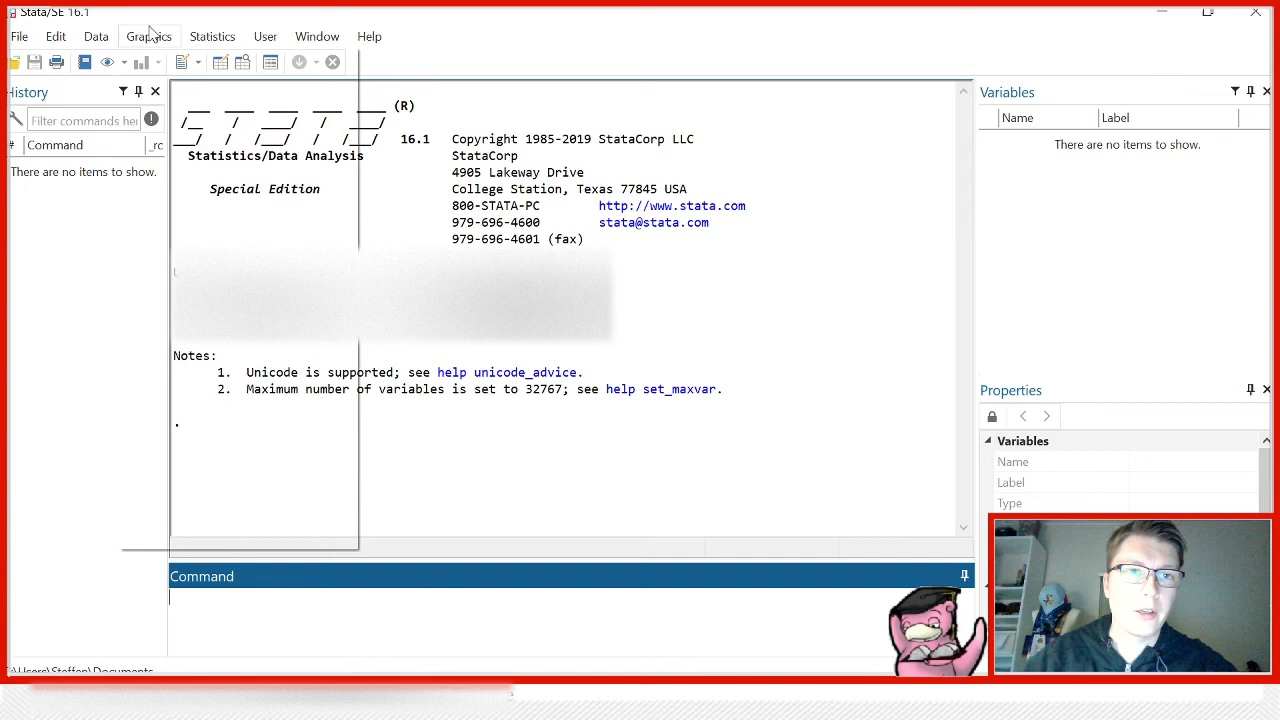 Stata/SE 16.1
File Edit Data Graphics Statistics User Window Help
History
Variables
Filter commands her
# Command _rc
There are no items to show.
Name Label
There are no items to show.
(R)
16.1 Copyright 1985-2019 StataCorp LLC
Statistics/Data Analysis StataCorp
4905 Lakeway Drive
Special Edition College Station, Texas 77845 USA
800-STATA-PC http://www.stata.com
979-696-4600 stata@stata.com
979-696-4601 (fax)
Notes:
1. Unicode is supported; see help unicode_advice.
2. Maximum number of variables is set to 32767; see help set_maxvar.
.
Properties
Variables
Name
Label
Type
Command
C:\Users\Steffen\Documents